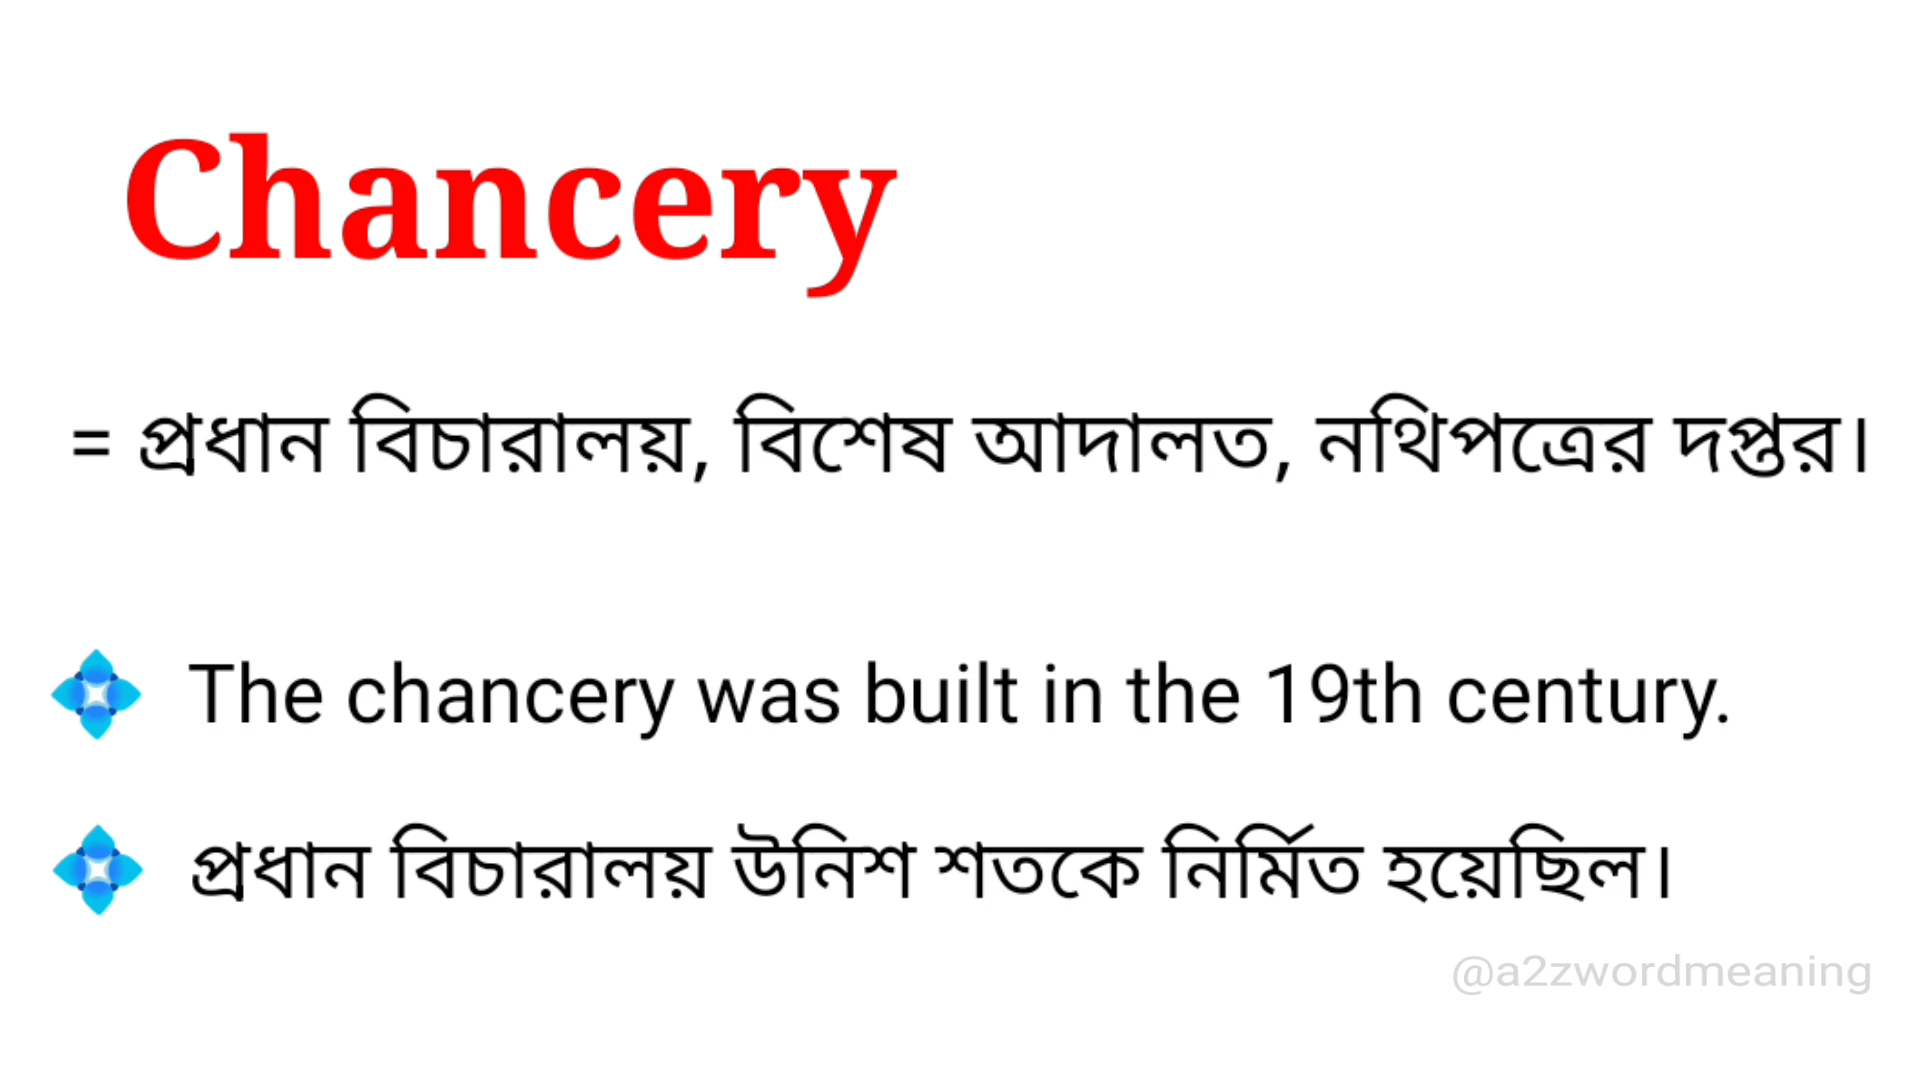 Chancery
= প্রধান বিচারালয়, বিশেষ আদালত, নথিপত্রের দপ্তর।
The chancery was built in the 19th century.
প্রধান বিচারালয় উনিশ শতকে নির্মিত হয়েছিল।
@a2zwordmeaning